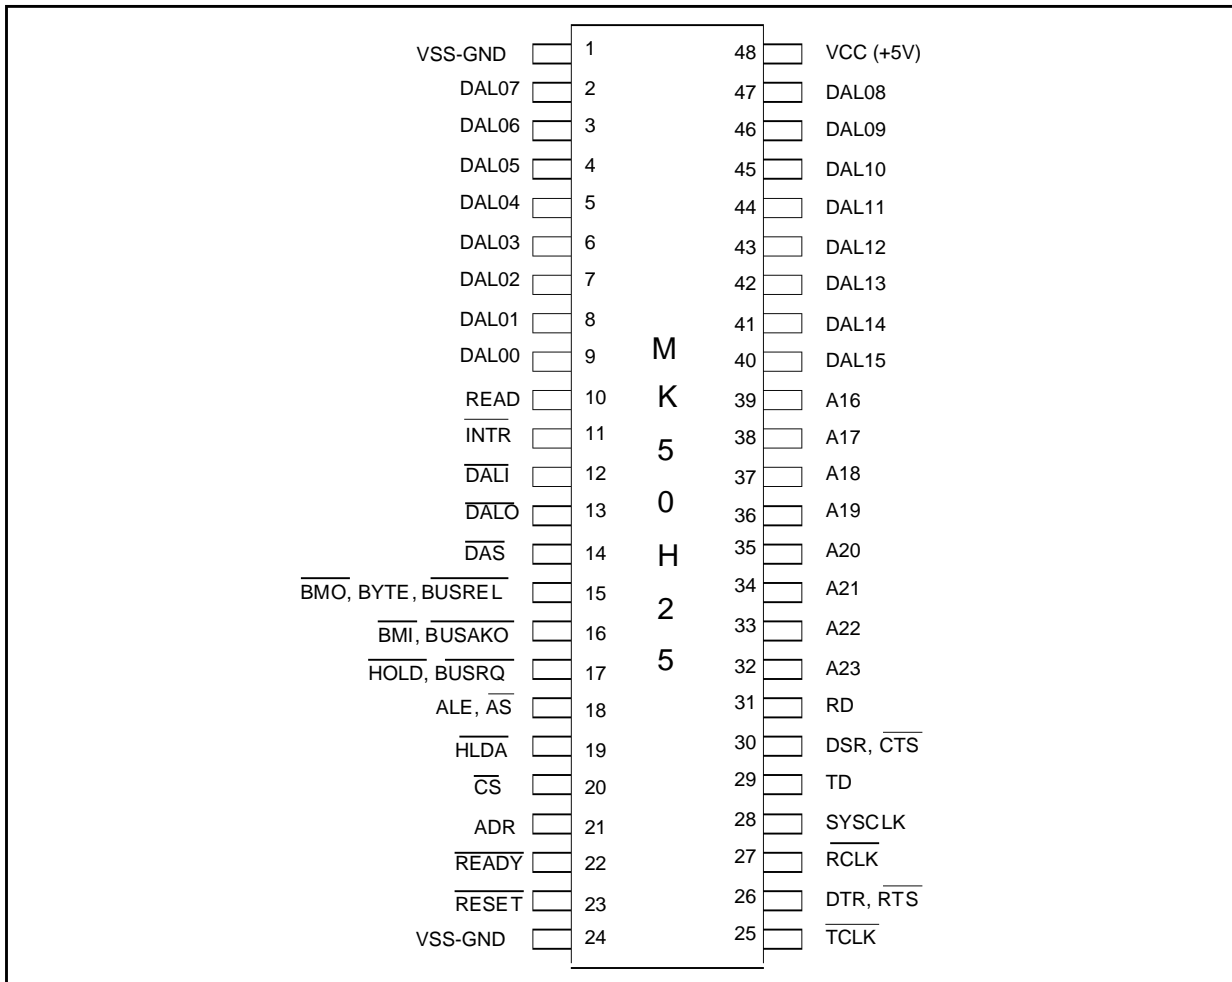 VSS-GND 1 48 VCC (+5V)
DAL07 2 47 DAL08
DAL06 3 46 DAL09
DAL05 4 45 DAL10
DAL04 5 44 DAL11
DAL03 6 43 DAL12
DAL02 7 42 DAL13
DAL01 8 41 DAL14
DAL00 9 40 DAL15
READ 10 39 A16
INTR 11 38 A17
DALI 12 37 A18
DALO 13 36 A19
DAS 14 35 A20
BMO, BYTE, BUSREL 15 34 A21
BMI, BUSAKO 16 33 A22
HOLD, BUSRQ 17 32 A23
ALE, AS 18 31 RD
HLDA 19 30 DSR, CTS
CS 20 29 TD
ADR 21 28 SYSCLK
READY 22 27 RCLK
RESET 23 26 DTR, RTS
VSS-GND 24 25 TCLK
M
K
5
0
H
2
5